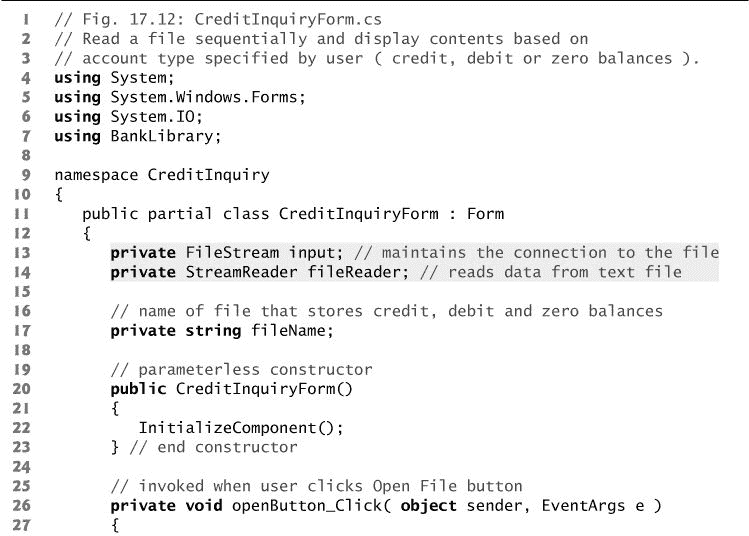 1 // Fig. 17.12: CreditInquiryForm.cs
2 // Read a file sequentially and display contents based on
3 // account type specified by user ( credit, debit or zero balances ).
4 using System;
5 using System.Windows.Forms;
6 using System.IO;
7 using BankLibrary;
8
9 namespace CreditInquiry
10 {
11 public partial class CreditInquiryForm : Form
12 {
13 private FileStream input; // maintains the connection to the file
14 private StreamReader fileReader; // reads data from text file
15
16 // name of file that stores credit, debit and zero balances
17 private string fileName;
18
19 // parameterless constructor
20 public CreditInquiryForm()
21 {
22 InitializeComponent();
23 } // end constructor
24
25 // invoked when user clicks Open File button
26 private void openButton_Click( object sender, EventArgs e )
27 {